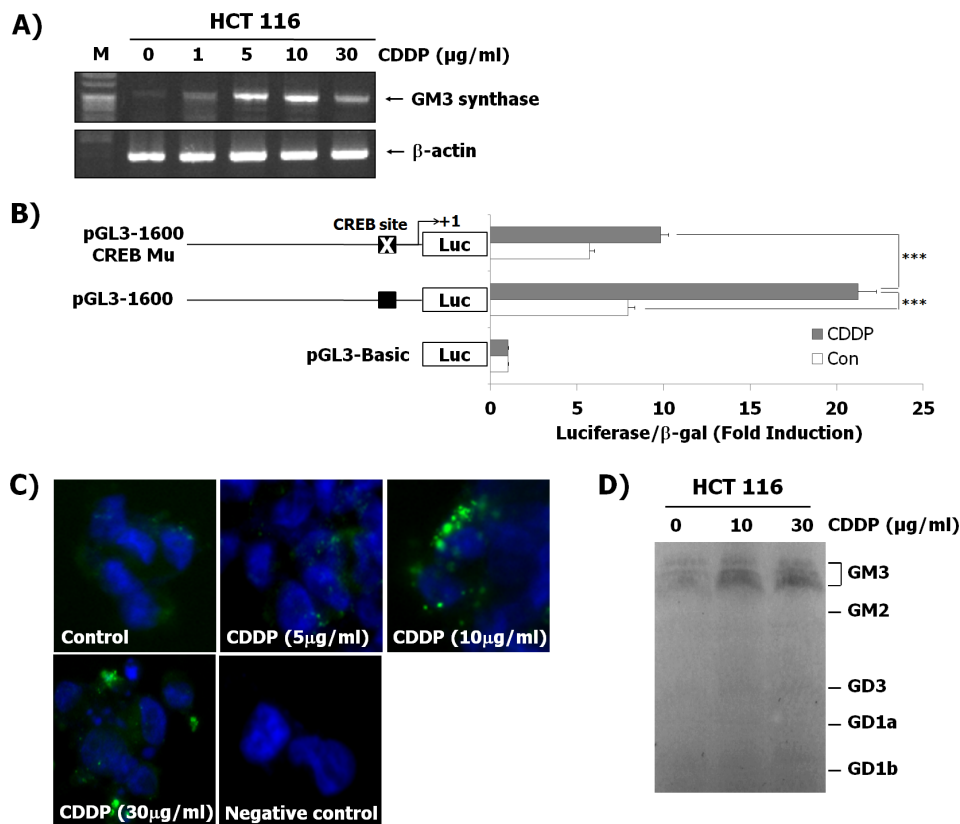 A)
HCT 116
M 0 1 5 10 30 CDDP (µg/ml)
← GM3 synthase
← β-actin
B)
CREB site +1
pGL3-1600
CREB Mu
X
Luc
***
pGL3-1600
Luc
***
CDDP
Con
pGL3-Basic
Luc
0 5 10 15 20 25
Luciferase/β-gal (Fold Induction)
C)
Control
CDDP (5µg/ml)
CDDP (10µg/ml)
CDDP (30µg/ml)
Negative control
D)
HCT 116
0 10 30 CDDP (µg/ml)
GM3
GM2
GD3
GD1a
GD1b